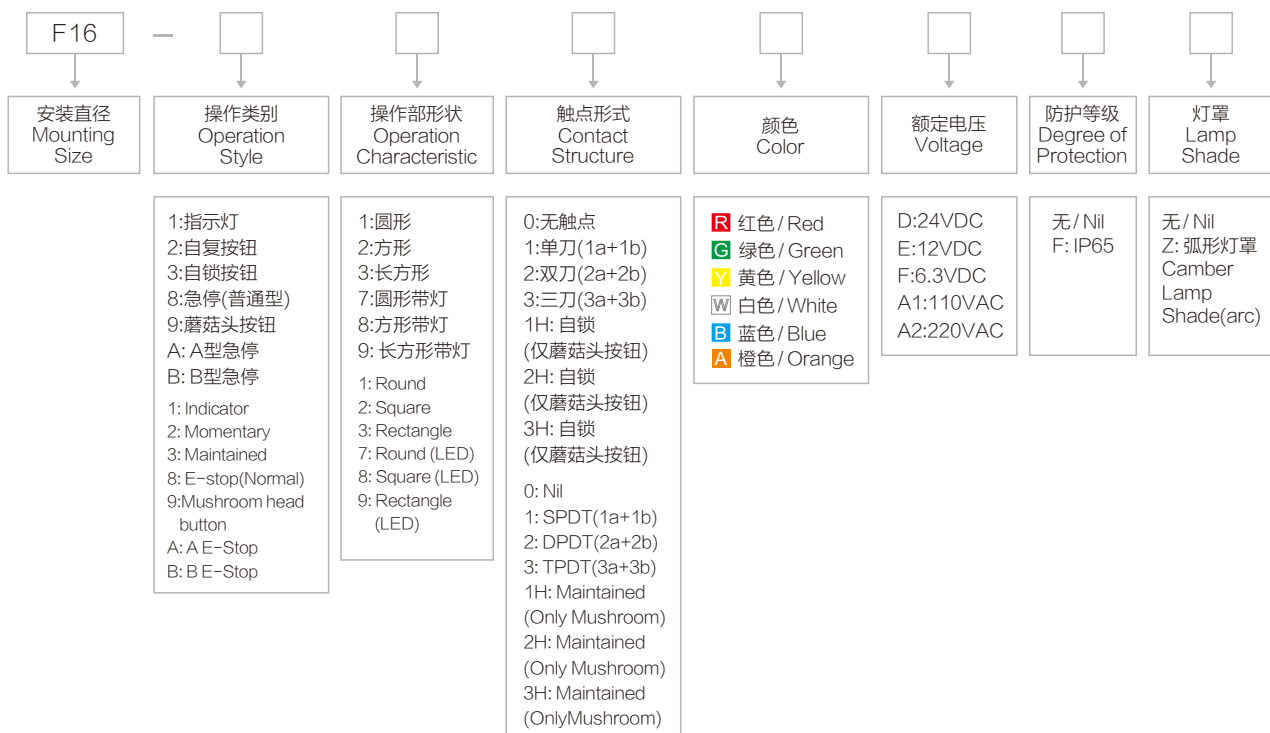 F16 —
安装直径
Mounting
Size
操作类别
Operation
Style
操作部形状
Operation
Characteristic
触点形式
Contact
Structure
颜色
Color
额定电压
Voltage
防护等级
Degree of
Protection
灯罩
Lamp
Shade
1:指示灯
2:自复按钮
3:自锁按钮
8:急停(普通型)
9:蘑菇头按钮
A: A型急停
B: B型急停
1: Indicator
2: Momentary
3: Maintained
8: E-stop(Normal)
9:Mushroom head
button
A: A E-Stop
B: B E-Stop
1:圆形
2:方形
3:长方形
7:圆形带灯
8:方形带灯
9: 长方形带灯
1: Round
2: Square
3: Rectangle
7: Round (LED)
8: Square (LED)
9: Rectangle
(LED)
0:无触点
1:单刀(1a+1b)
2:双刀(2a+2b)
3:三刀(3a+3b)
1H: 自锁
(仅蘑菇头按钮)
2H: 自锁
(仅蘑菇头按钮)
3H: 自锁
(仅蘑菇头按钮)
0: Nil
1: SPDT(1a+1b)
2: DPDT(2a+2b)
3: TPDT(3a+3b)
1H: Maintained
(Only Mushroom)
2H: Maintained
(Only Mushroom)
3H: Maintained
(OnlyMushroom)
R 红色/Red
G 绿色/Green
Y 黄色/Yellow
W 白色/White
B 蓝色/Blue
A 橙色/Orange
D:24VDC
E:12VDC
F:6.3VDC
A1:110VAC
A2:220VAC
无/Nil
F: IP65
无/Nil
Z: 弧形灯罩
Camber
Lamp
Shade(arc)